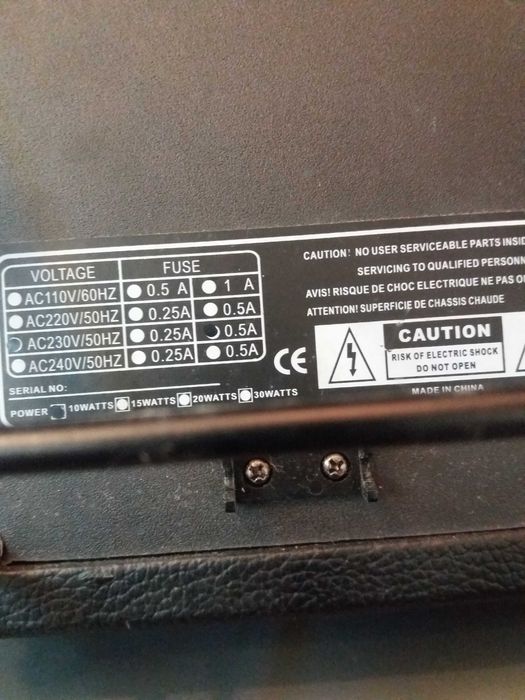 VOLTAGE FUSE
AC110V/60HZ 0.5 A 1 A
AC220V/50HZ 0.25A 0.5A
AC230V/50HZ 0.25A 0.5A
AC240V/50HZ 0.25A 0.5A
SERIAL NO:
POWER 10WATTS 15WATTS 20WATTS 30WATTS
CE
CAUTION: NO USER SERVICEABLE PARTS INSID
SERVICING TO QUALIFIED PERSONN
AVIS! RISQUE DE CHOC ELECTRIQUE NE PAS
ATTENTION! SUPERFICIE DE CHASSIS CHAUDE
CAUTION
RISK OF ELECTRIC SHOCK
DO NOT OPEN
MADE IN CHINA